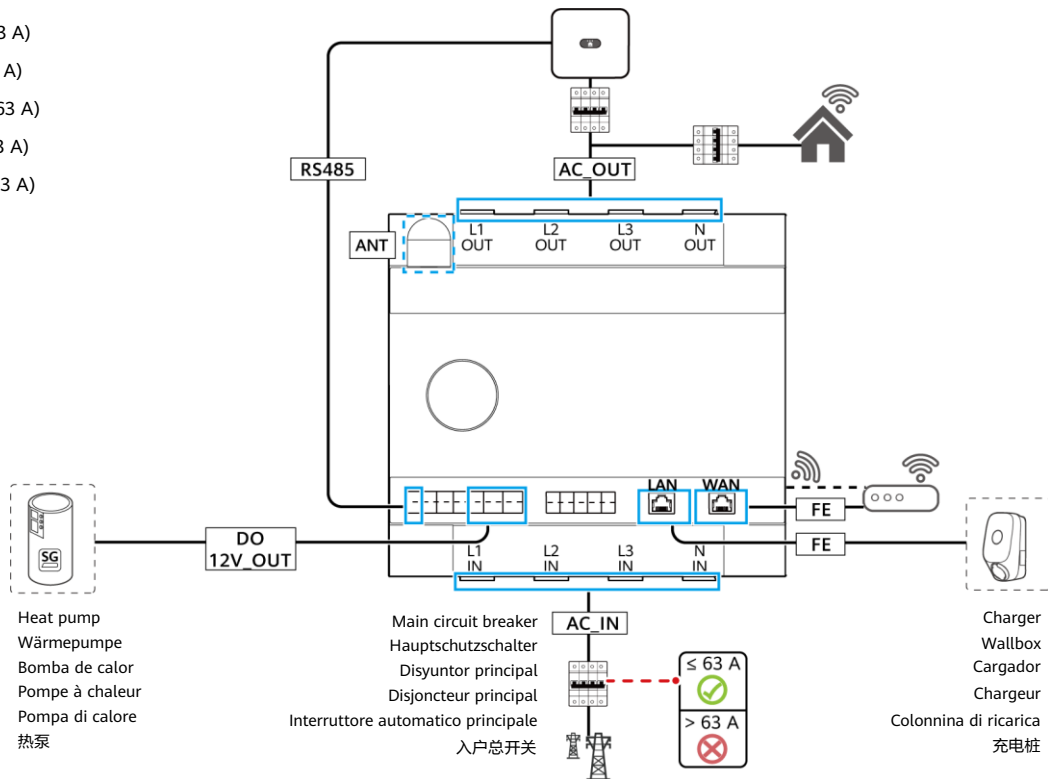 3 A)
A)
63 A)
3 A)
3 A)
RS485
AC_OUT
ANT
L1 OUT
L2 OUT
L3 OUT
N OUT
LAN
WAN
FE
FE
DO
12V_OUT
L1 IN
L2 IN
L3 IN
N IN
SG
Heat pump
Wärmepumpe
Bomba de calor
Pompe à chaleur
Pompa di calore
热泵
Main circuit breaker
Hauptschutzschalter
Disyuntor principal
Disjoncteur principal
Interruttore automatico principale
入户总开关
AC_IN
≤ 63 A
> 63 A
Charger
Wallbox
Cargador
Chargeur
Colonnina di ricarica
充电桩